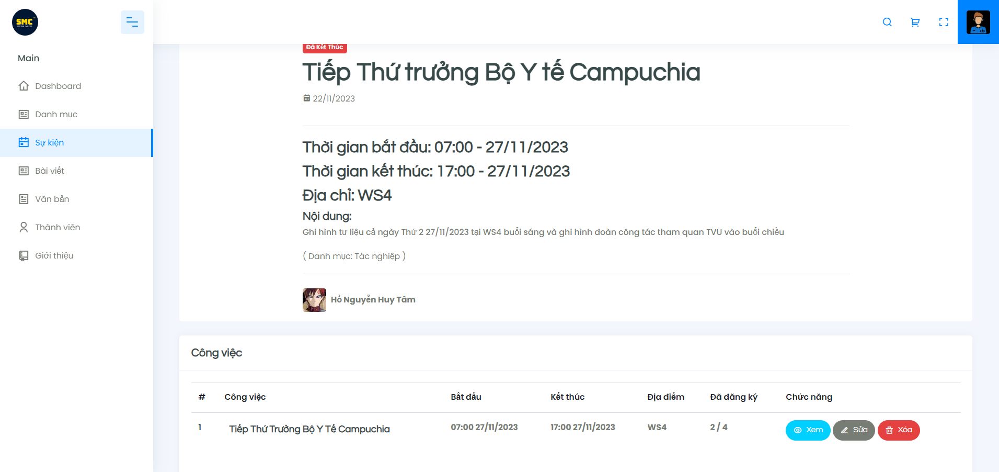 SMC
SOCIAL MEDIA
Main
Dashboard
Danh mục
Sự kiện
Bài viết
Văn bản
Thành viên
Giới thiệu
Đã Kết Thúc
Tiếp Thứ trưởng Bộ Y tế Campuchia
22/11/2023
Thời gian bắt đầu: 07:00 - 27/11/2023
Thời gian kết thúc: 17:00 - 27/11/2023
Địa chỉ: WS4
Nội dung:
Ghi hình tư liệu cả ngày Thứ 2 27/11/2023 tại WS4 buổi sáng và ghi hình đoàn công tác tham quan TVU vào buổi chiều
( Danh mục: Tác nghiệp )
Hồ Nguyễn Huy Tâm
Công việc
# Công việc Bắt đầu Kết thúc Địa điểm Đã đăng ký Chức năng
1 Tiếp Thứ Trưởng Bộ Y Tế Campuchia 07:00 27/11/2023 17:00 27/11/2023 WS4 2 / 4 Xem Sửa Xóa